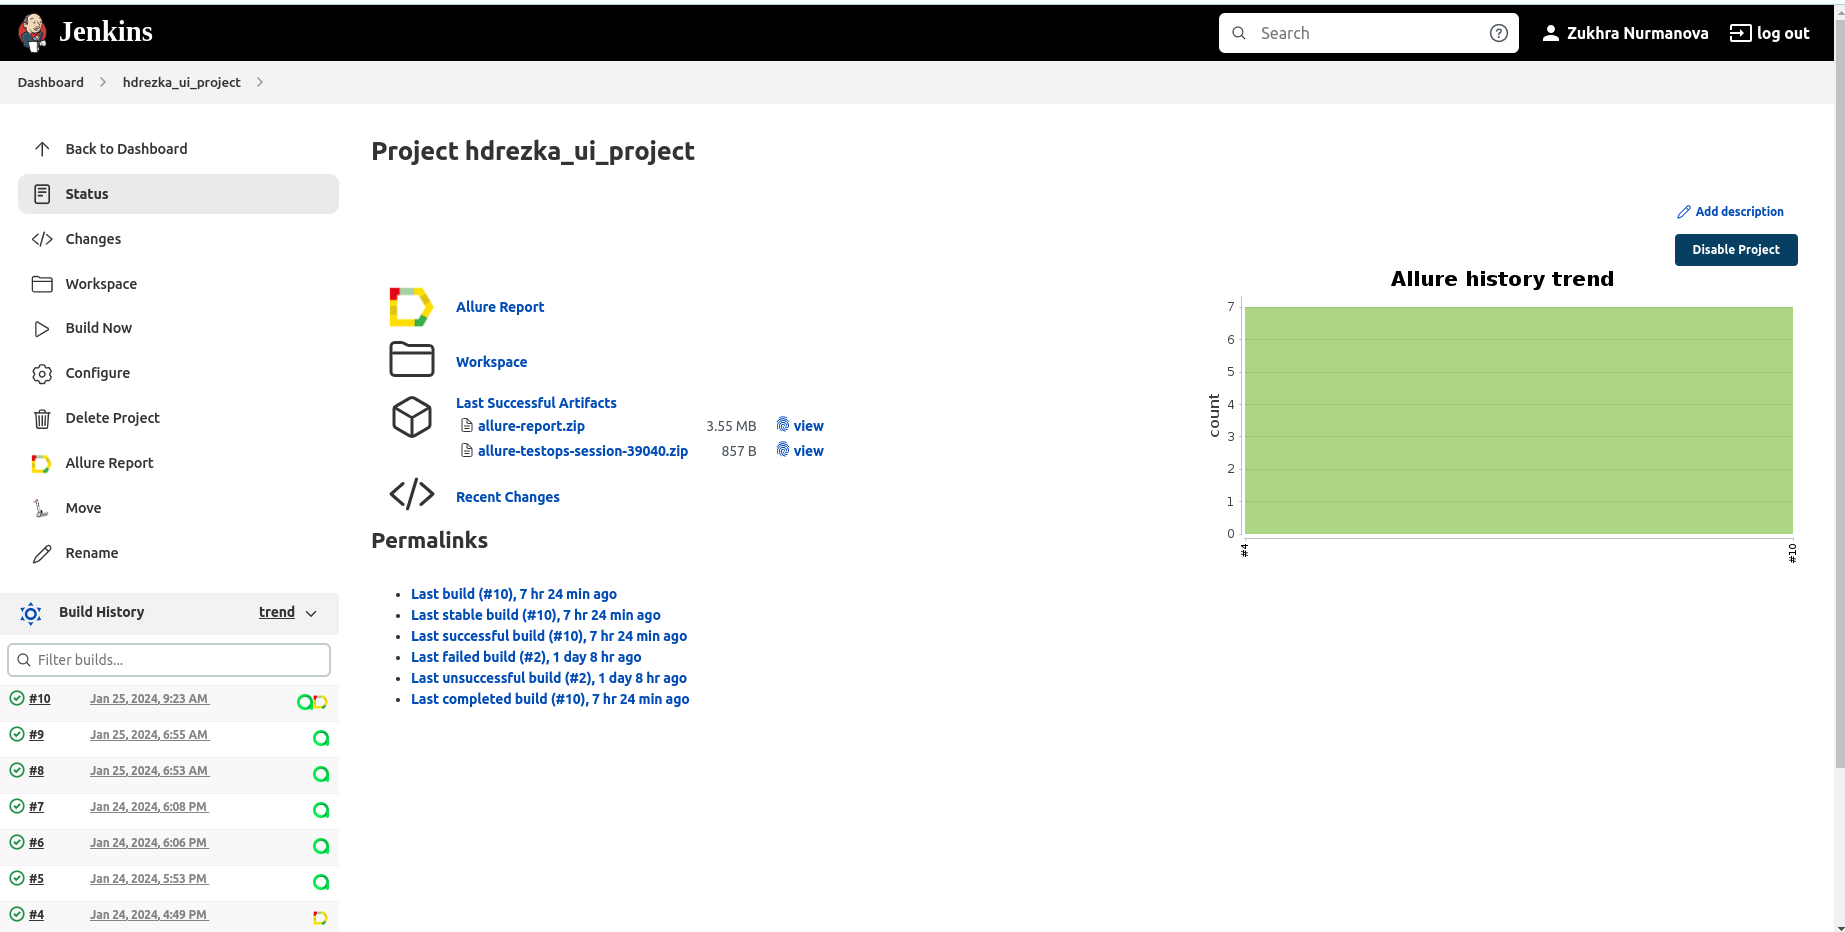 Jenkins
Search
Zukhra Nurmanova
log out
Dashboard
hdrezka_ui_project
Back to Dashboard
Status
Changes
Workspace
Build Now
Configure
Delete Project
Allure Report
Move
Rename
Build History
trend
Filter builds...
#10 Jan 25, 2024, 9:23 AM
#9 Jan 25, 2024, 6:55 AM
#8 Jan 25, 2024, 6:53 AM
#7 Jan 24, 2024, 6:08 PM
#6 Jan 24, 2024, 6:06 PM
#5 Jan 24, 2024, 5:53 PM
#4 Jan 24, 2024, 4:49 PM
Project hdrezka_ui_project
Add description
Disable Project
Allure Report
Workspace
Last Successful Artifacts
allure-report.zip 3.55 MB view
allure-testops-session-39040.zip 857 B view
Recent Changes
Permalinks
Last build (#10), 7 hr 24 min ago
Last stable build (#10), 7 hr 24 min ago
Last successful build (#10), 7 hr 24 min ago
Last failed build (#2), 1 day 8 hr ago
Last unsuccessful build (#2), 1 day 8 hr ago
Last completed build (#10), 7 hr 24 min ago
Allure history trend
count
7
6
5
4
3
2
1
0
#4
#10